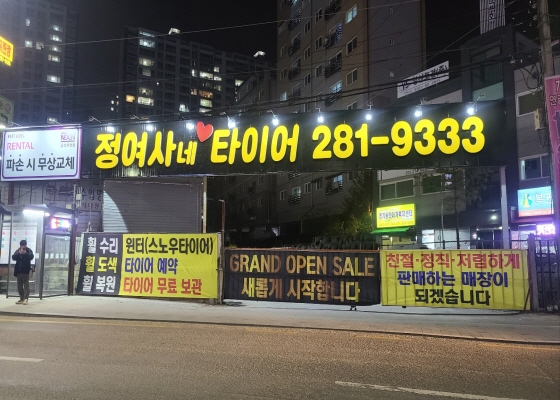 정여사네 타이어 281-9333
RENTAL
파손 시 무상교체
휠 수리 윈터(스노우타이어)
휠 도색 타이어 예약
휠 복원 타이어 무료 보관
GRAND OPEN SALE
새롭게 시작합니다
친절·정직·저렴하게
판매하는 매장이
되겠습니다